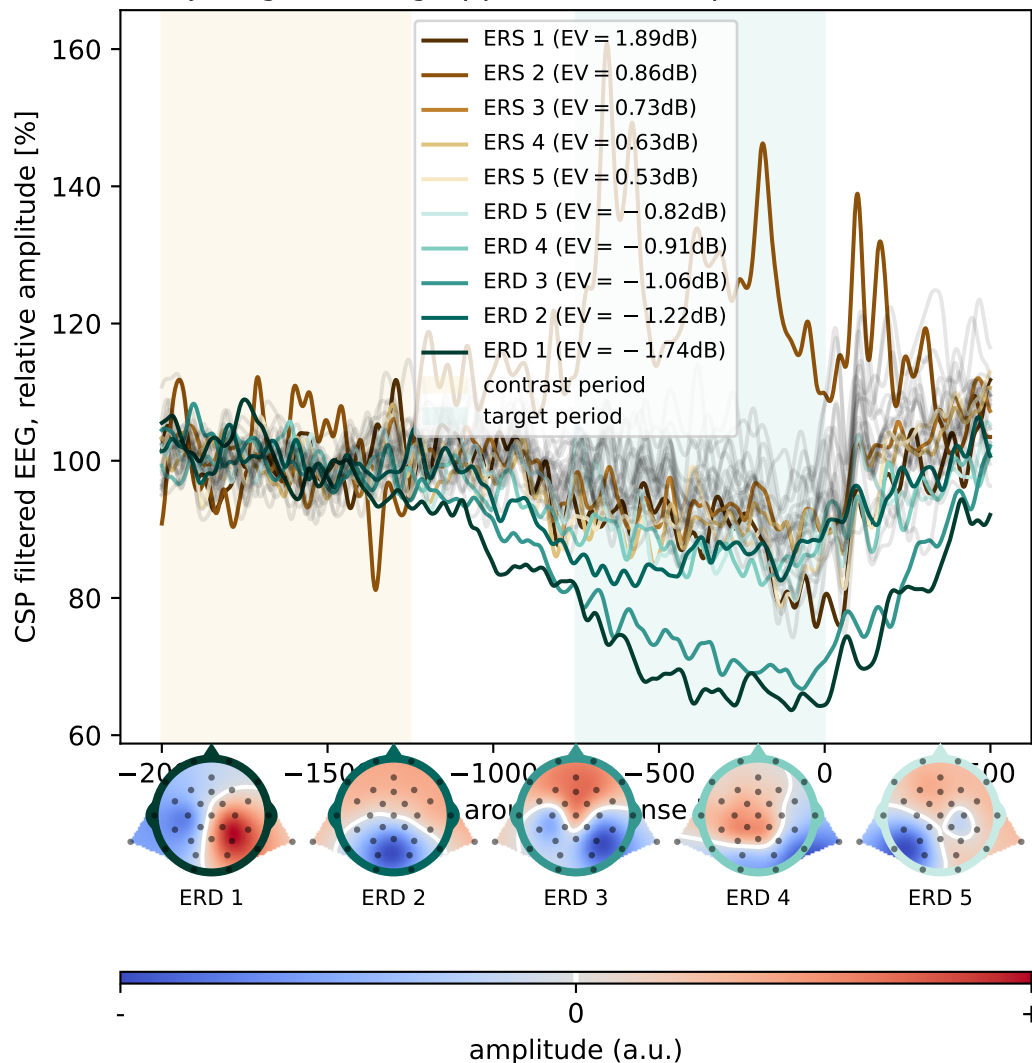 160
140
120
100
80
60
CSP filtered EEG, relative amplitude [%]
ERS 1 (EV = 1.89dB)
ERS 2 (EV = 0.86dB)
ERS 3 (EV = 0.73dB)
ERS 4 (EV = 0.63dB)
ERS 5 (EV = 0.53dB)
ERD 5 (EV = −0.82dB)
ERD 4 (EV = −0.91dB)
ERD 3 (EV = −1.06dB)
ERD 2 (EV = −1.22dB)
ERD 1 (EV = −1.74dB)
contrast period
target period
−1000
−500
0
ERD 1
ERD 2
ERD 3
ERD 4
ERD 5
-
0
+
amplitude (a.u.)